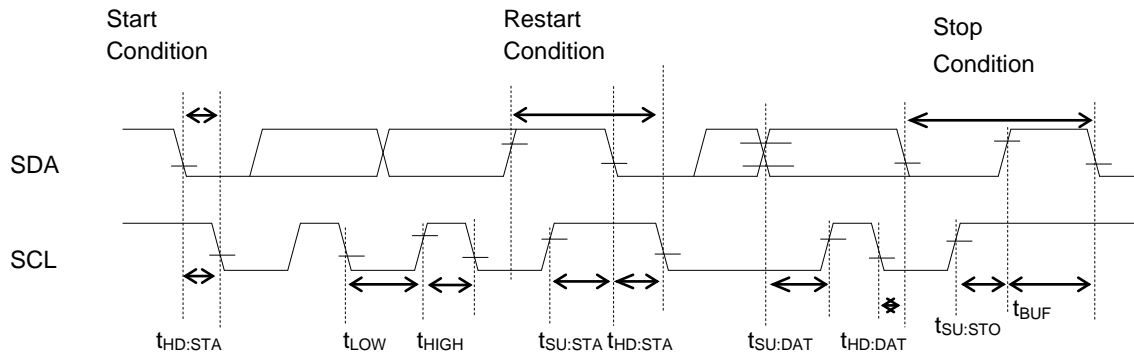 Start
Condition
Restart
Condition
Stop
Condition
SDA
SCL
tHD:STA
tLOW
tHIGH
tSU:STA
tHD:STA
tSU:DAT
tHD:DAT
tSU:STO
tBUF